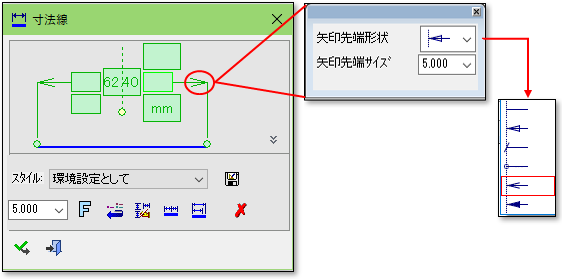 寸法線
62.40
mm
スタイル: 環境設定として
5.000
F
矢印先端形状
矢印先端サイズ 5.000